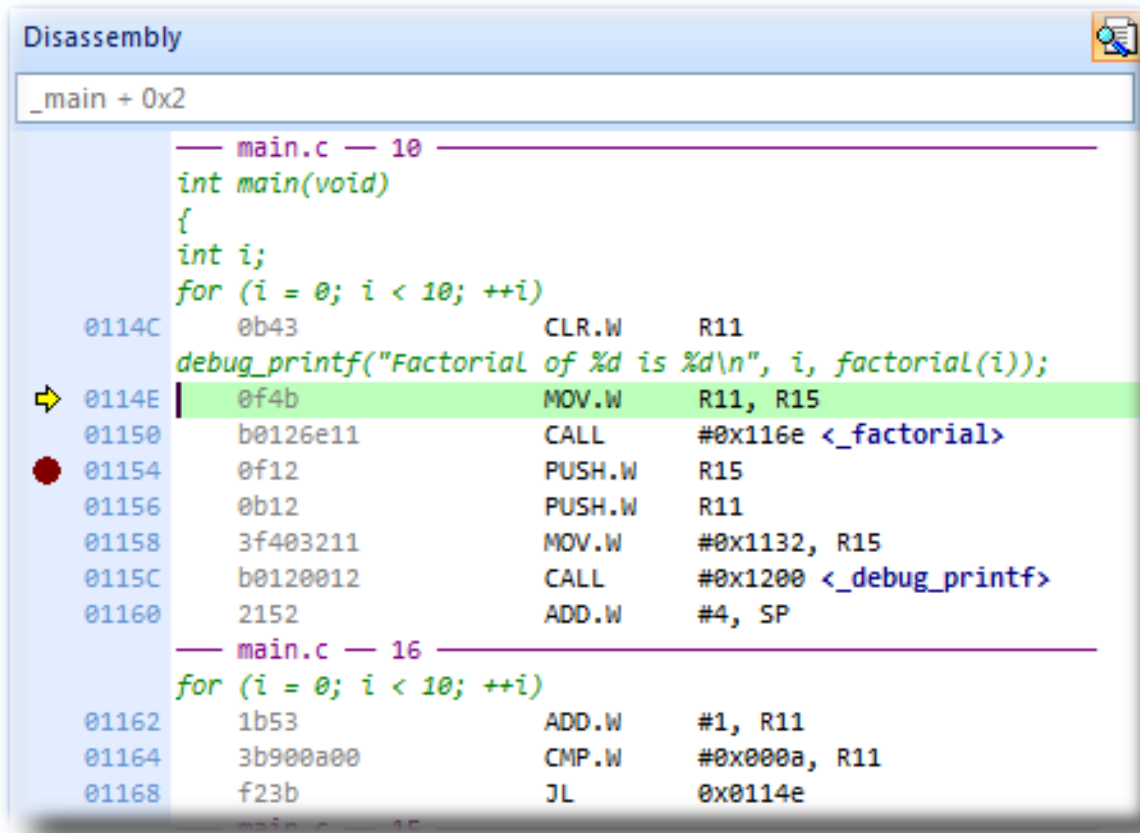 Disassembly
_main + 0x2
main.c — 10
int main(void)
{
int i;
for (i = 0; i < 10; ++i)
0114C 0b43 CLR.W R11
debug_printf("Factorial of %d is %d\n", i, factorial(i));
0114E 0f4b MOV.W R11, R15
01150 b0126e11 CALL #0x116e <_factorial>
01154 0f12 PUSH.W R15
01156 0b12 PUSH.W R11
01158 3f403211 MOV.W #0x1132, R15
0115C b0120012 CALL #0x1200 <_debug_printf>
01160 2152 ADD.W #4, SP
main.c — 16
for (i = 0; i < 10; ++i)
01162 1b53 ADD.W #1, R11
01164 3b900a00 CMP.W #0x000a, R11
01168 f23b JL 0x0114e
main.c — 15